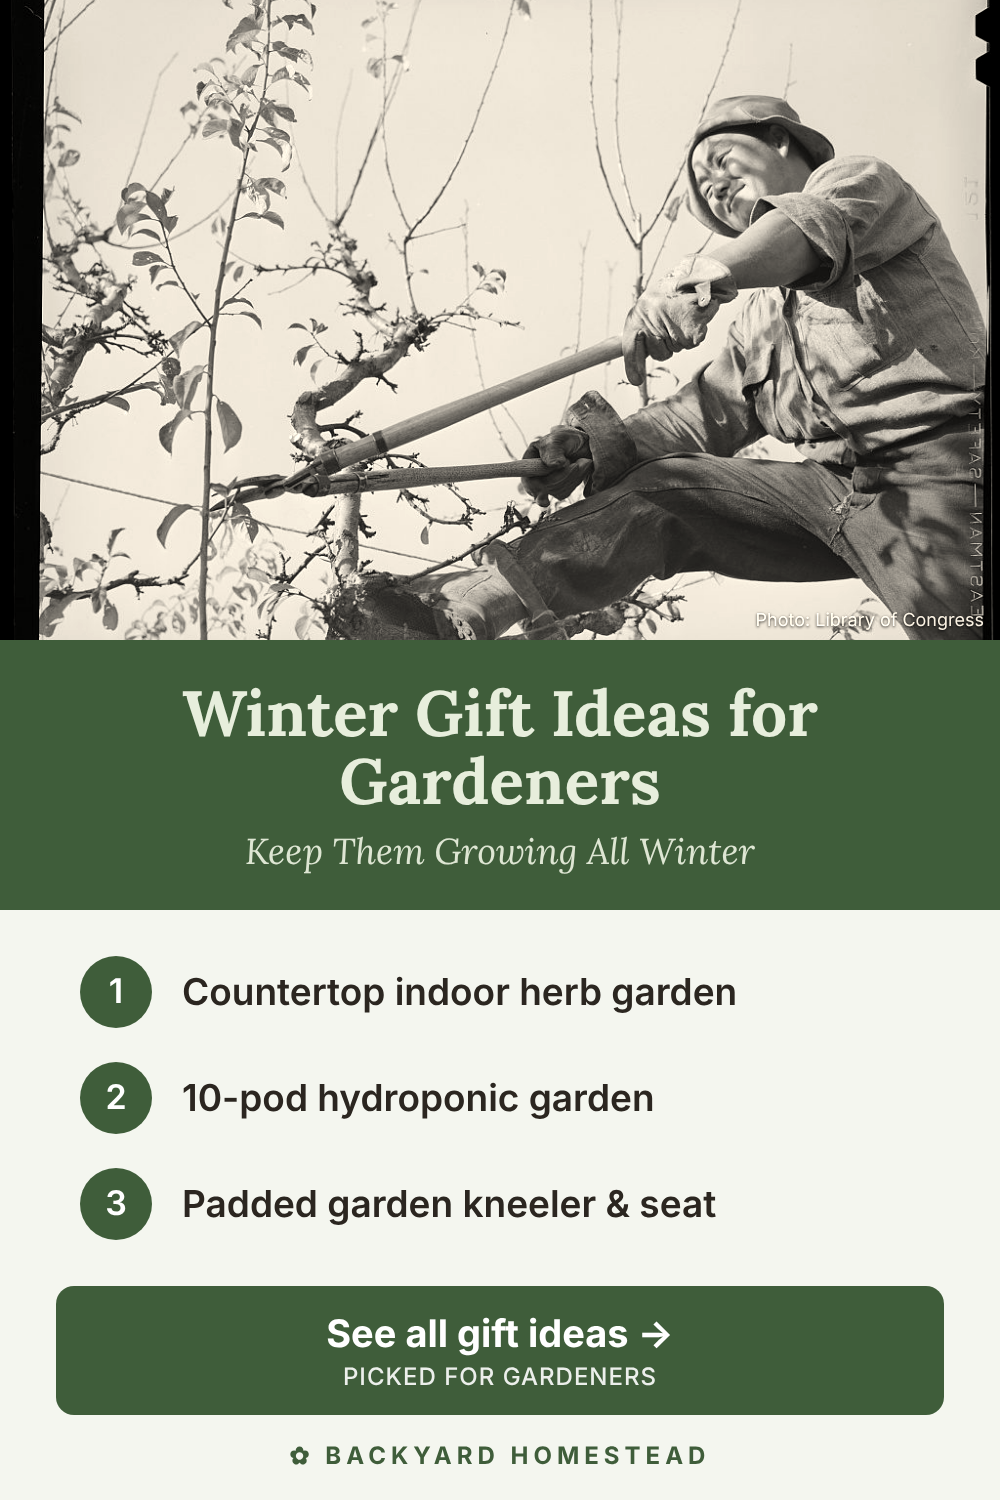 Photo: Library of Congress
Winter Gift Ideas for
Gardeners
Keep Them Growing All Winter
1 Countertop indoor herb garden
2 10-pod hydroponic garden
3 Padded garden kneeler & seat
See all gift ideas →
PICKED FOR GARDENERS
✿ BACKYARD HOMESTEAD